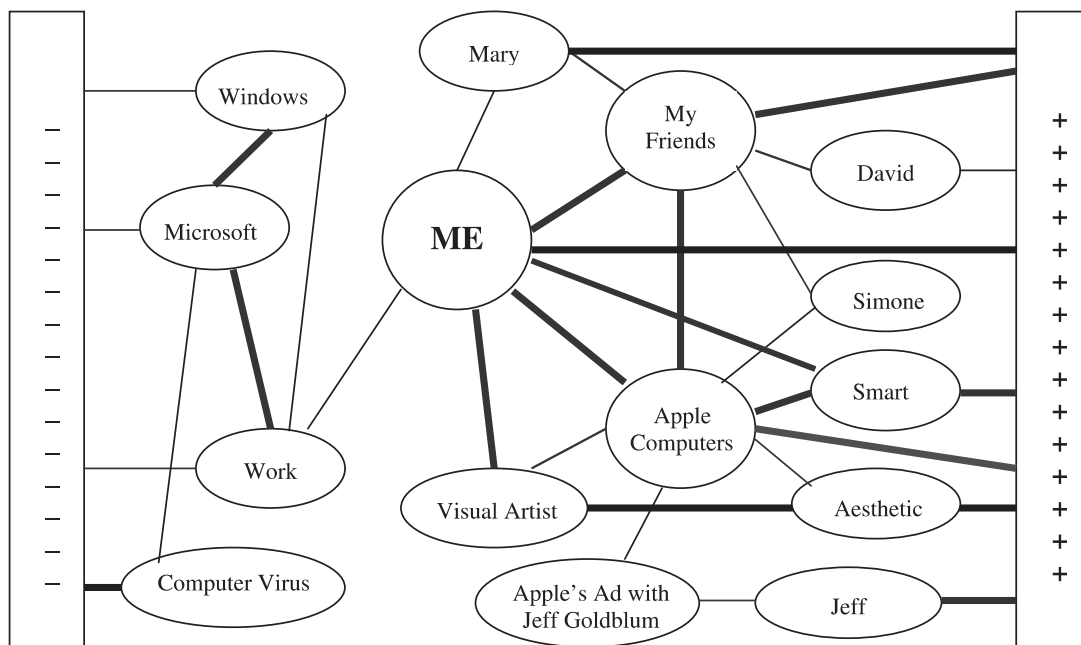 Mary
Windows
My
Friends
David
Microsoft
ME
Simone
Smart
Apple
Computers
Work
Visual Artist
Aesthetic
Computer Virus
Apple's Ad with
Jeff Goldblum
Jeff
− − − − − − − − − − − − − − −
+ + + + + + + + + + + + + + +